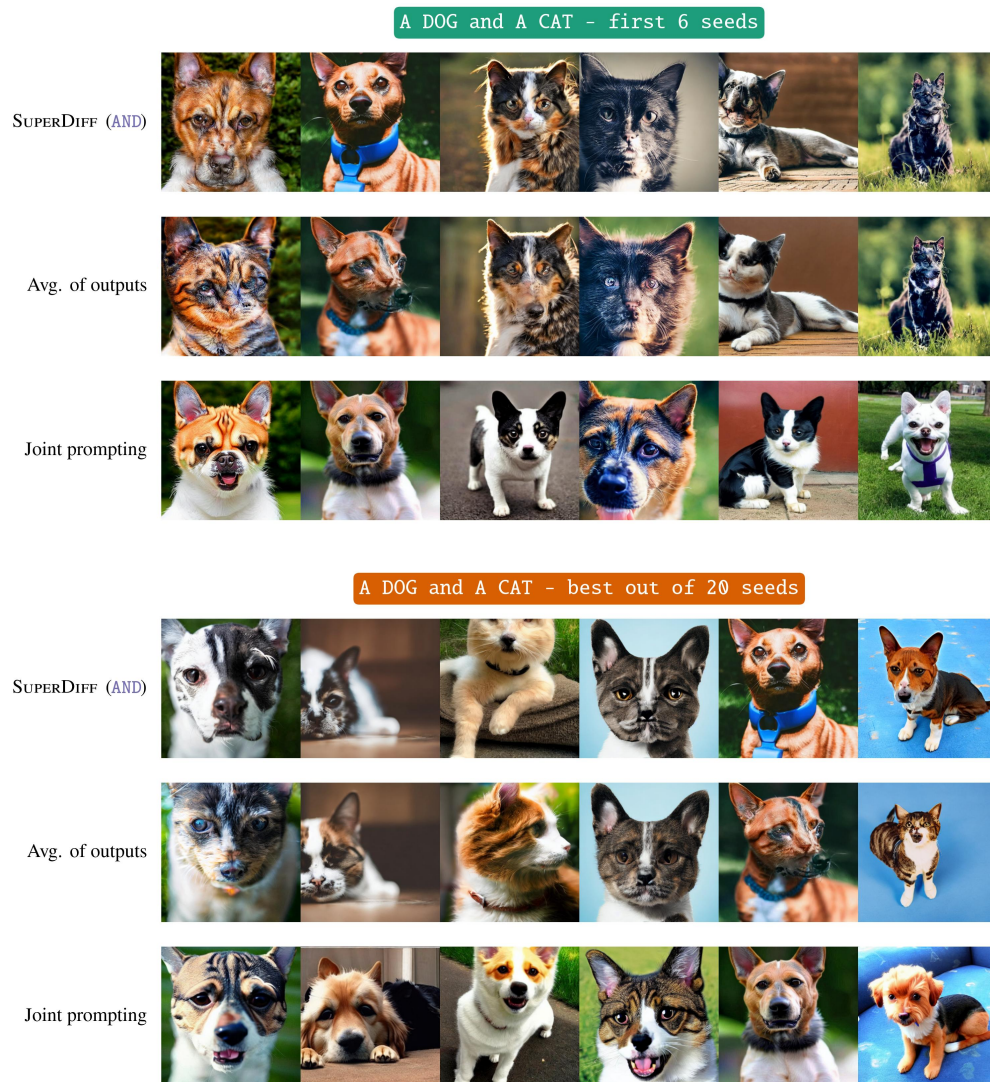 A DOG and A CAT - first 6 seeds
SUPERDIFF (AND)
Avg. of outputs
Joint prompting
A DOG and A CAT - best out of 20 seeds
SUPERDIFF (AND)
Avg. of outputs
Joint prompting